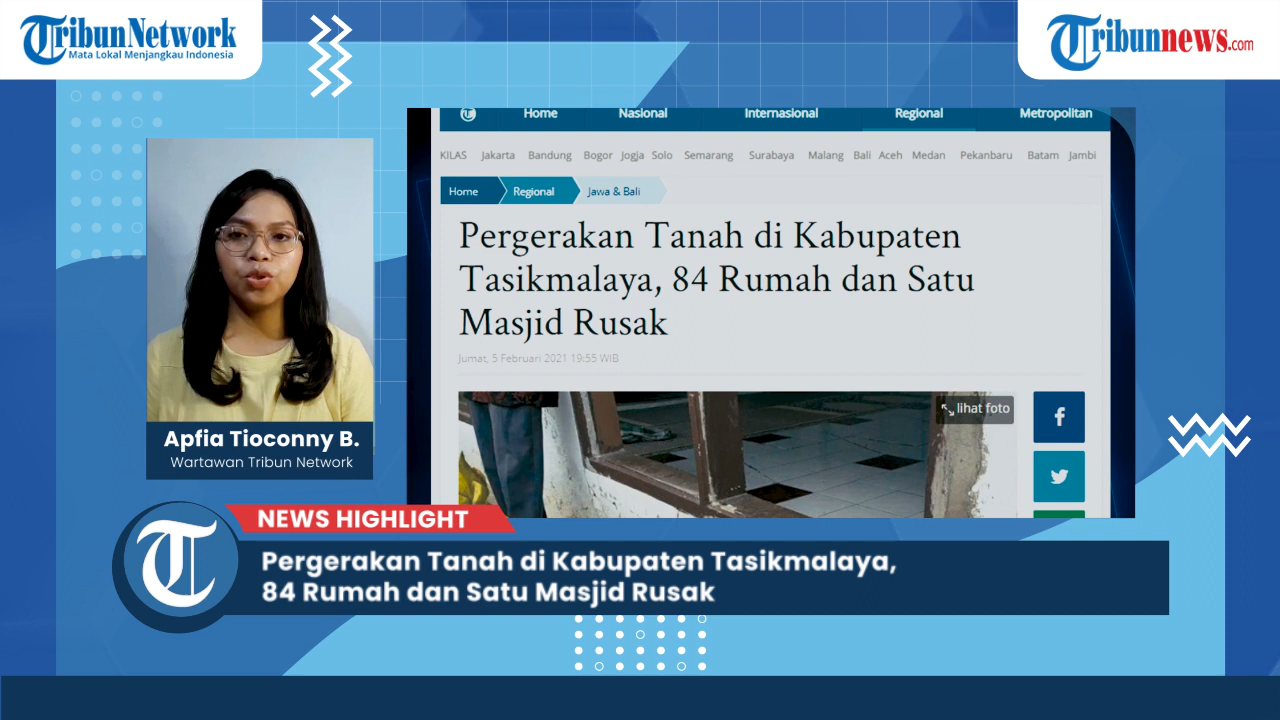 TribunNetwork
Mata Lokal Menjangkau Indonesia
Tribunnews.com
Home Nasional Internasional Regional Metropolitan
KILAS Jakarta Bandung Bogor Jogja Solo Semarang Surabaya Malang Bali Aceh Medan Pekanbaru Batam Jambi
Home Regional Jawa & Bali
Pergerakan Tanah di Kabupaten
Tasikmalaya, 84 Rumah dan Satu
Masjid Rusak
Jumat, 5 Februari 2021 19:55 WIB
lihat foto
Apfia Tioconny B.
Wartawan Tribun Network
NEWS HIGHLIGHT
Pergerakan Tanah di Kabupaten Tasikmalaya,
84 Rumah dan Satu Masjid Rusak